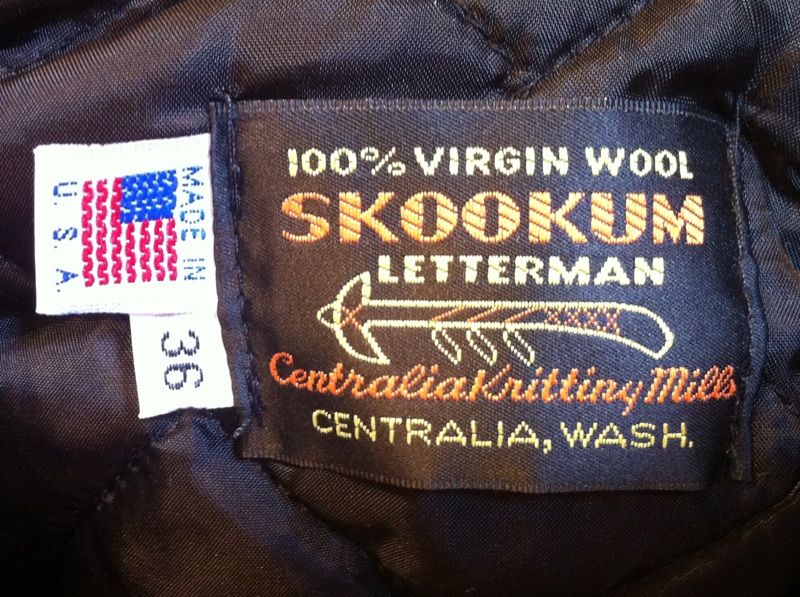 MADE IN
U.S.A.
36
100% VIRGIN WOOL
SKOOKUM
LETTERMAN
Centralia Knitting Mills
CENTRALIA, WASH.